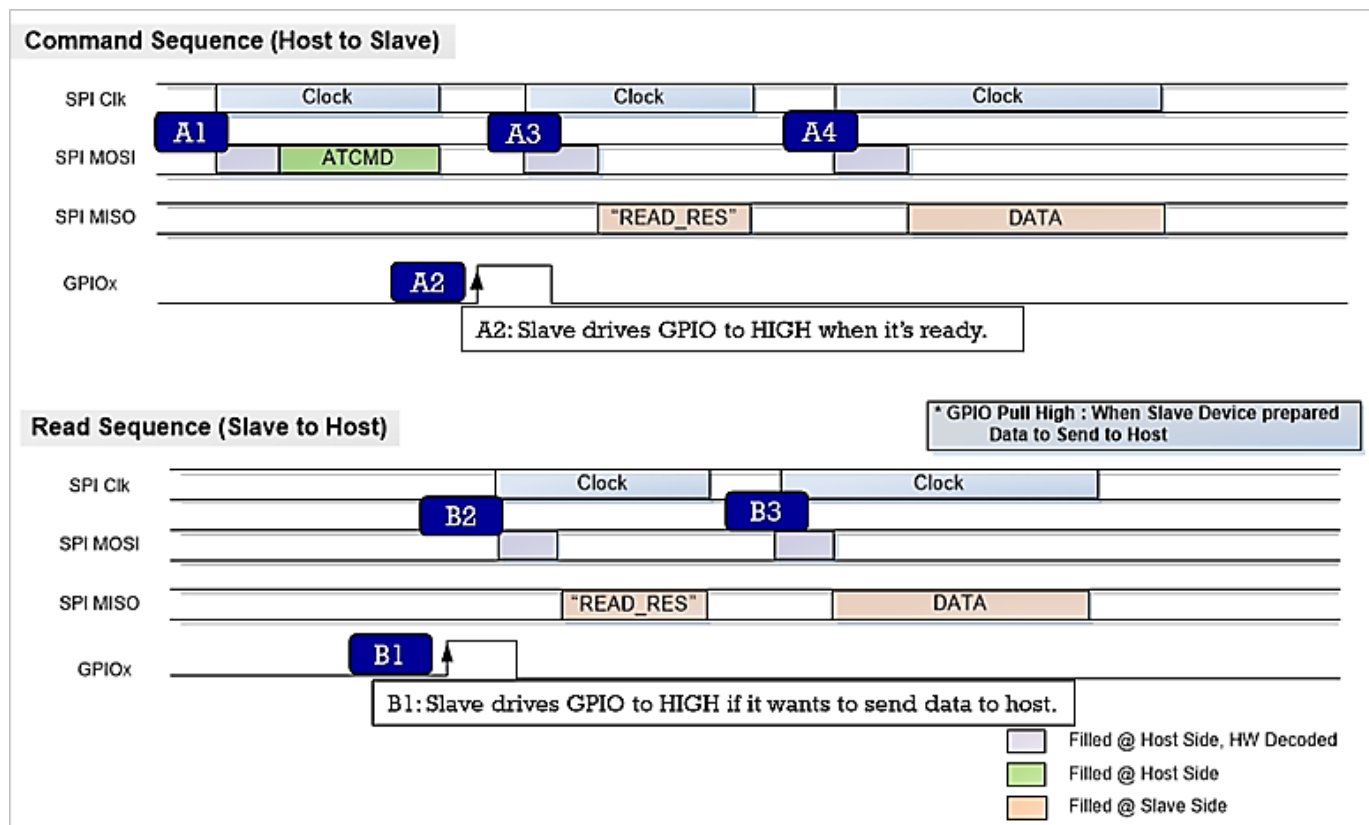 Command Sequence (Host to Slave)
SPI Clk
Clock
Clock
Clock
A1
A3
A4
SPI MOSI
ATCMD
SPI MISO
"READ_RES"
DATA
GPIOx
A2
A2: Slave drives GPIO to HIGH when it's ready.
Read Sequence (Slave to Host)
* GPIO Pull High : When Slave Device prepared
Data to Send to Host
SPI Clk
Clock
Clock
B2
B3
SPI MOSI
SPI MISO
"READ_RES"
DATA
GPIOx
B1
B1: Slave drives GPIO to HIGH if it wants to send data to host.
Filled @ Host Side, HW Decoded
Filled @ Host Side
Filled @ Slave Side